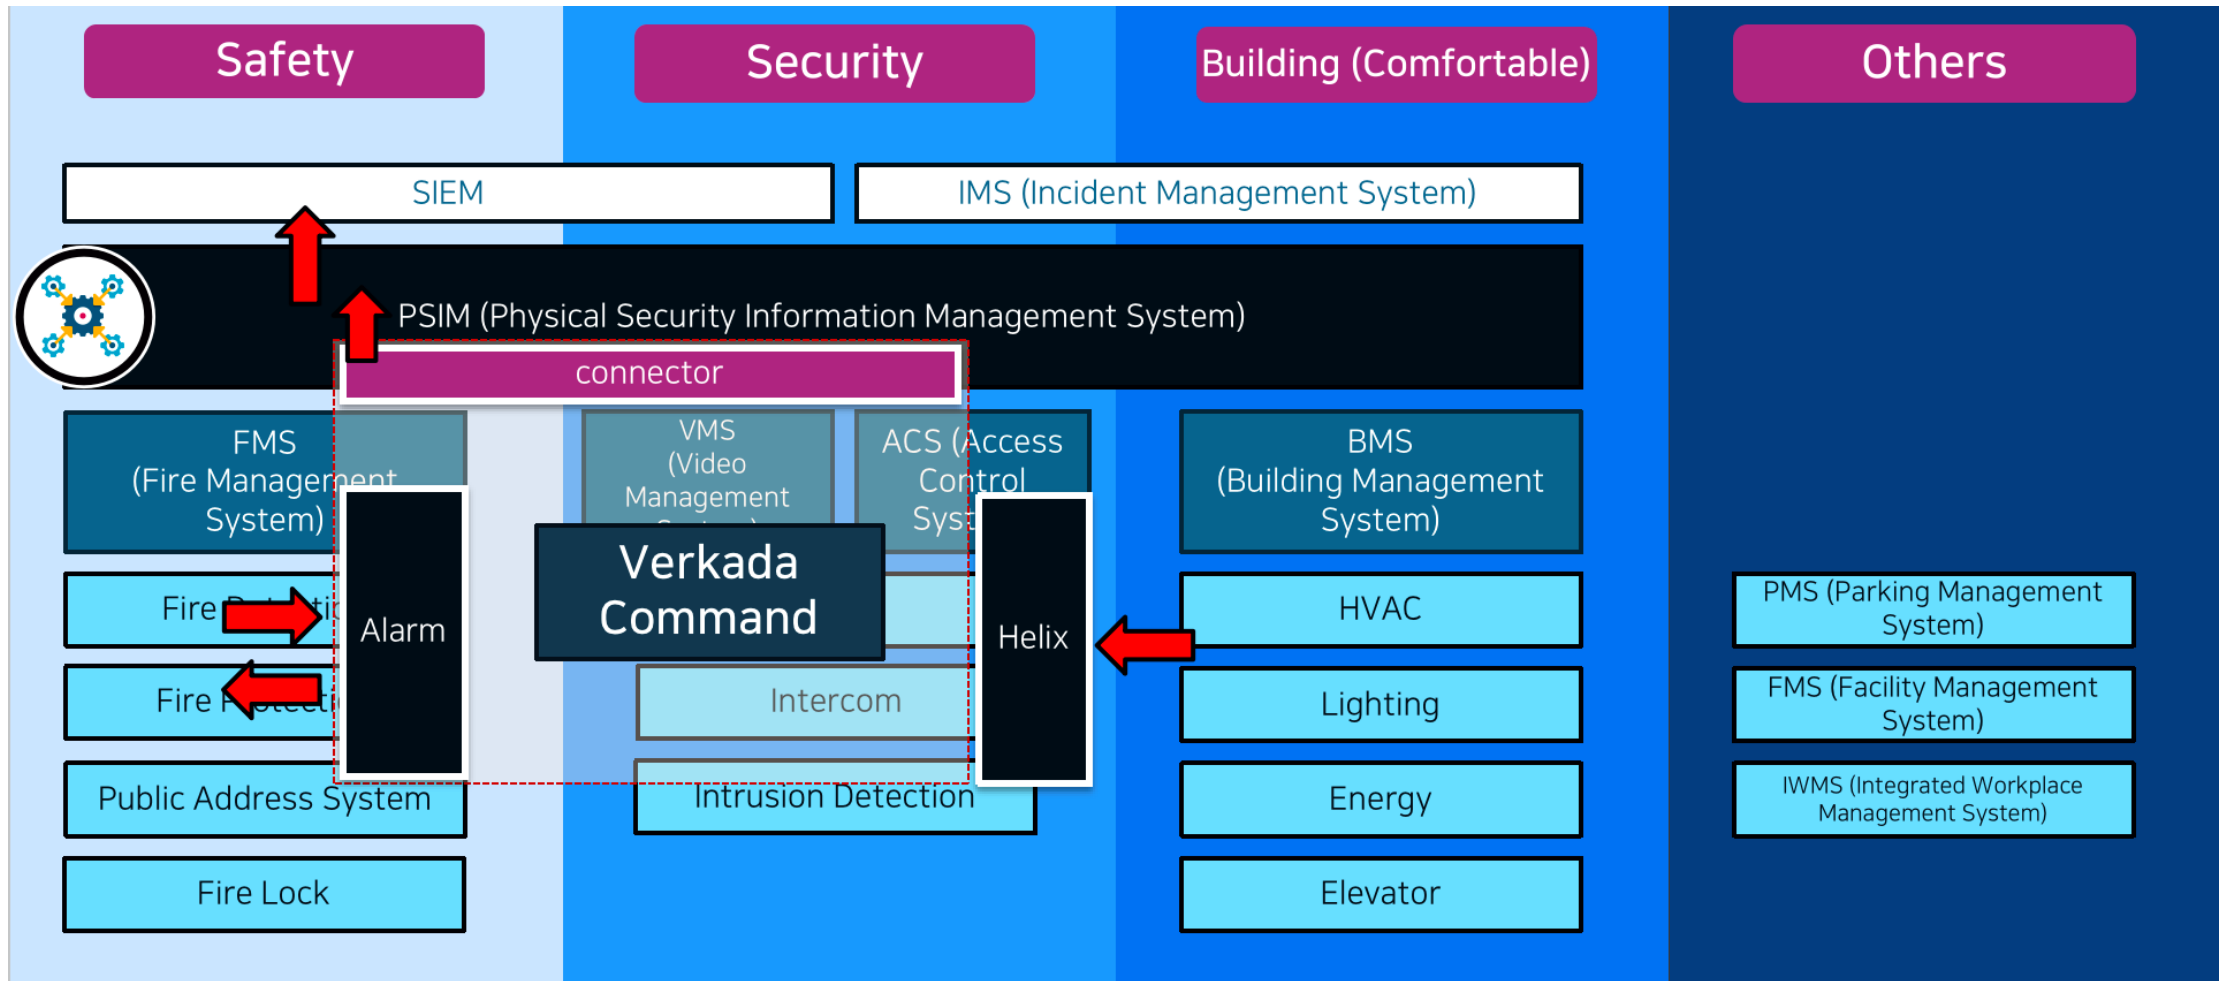 Safety
Security
Building (Comfortable)
Others
SIEM
IMS (Incident Management System)
PSIM (Physical Security Information Management System)
connector
FMS
(Fire Management
System)
VMS
(Video
Management
ACS (Access
Control
BMS
(Building Management
System)
Verkada
Command
Alarm
Helix
Fire
HVAC
PMS (Parking Management
System)
Fire
Intercom
Lighting
FMS (Facility Management
System)
Public Address System
Intrusion Detection
Energy
IWMS (Integrated Workplace
Management System)
Fire Lock
Elevator